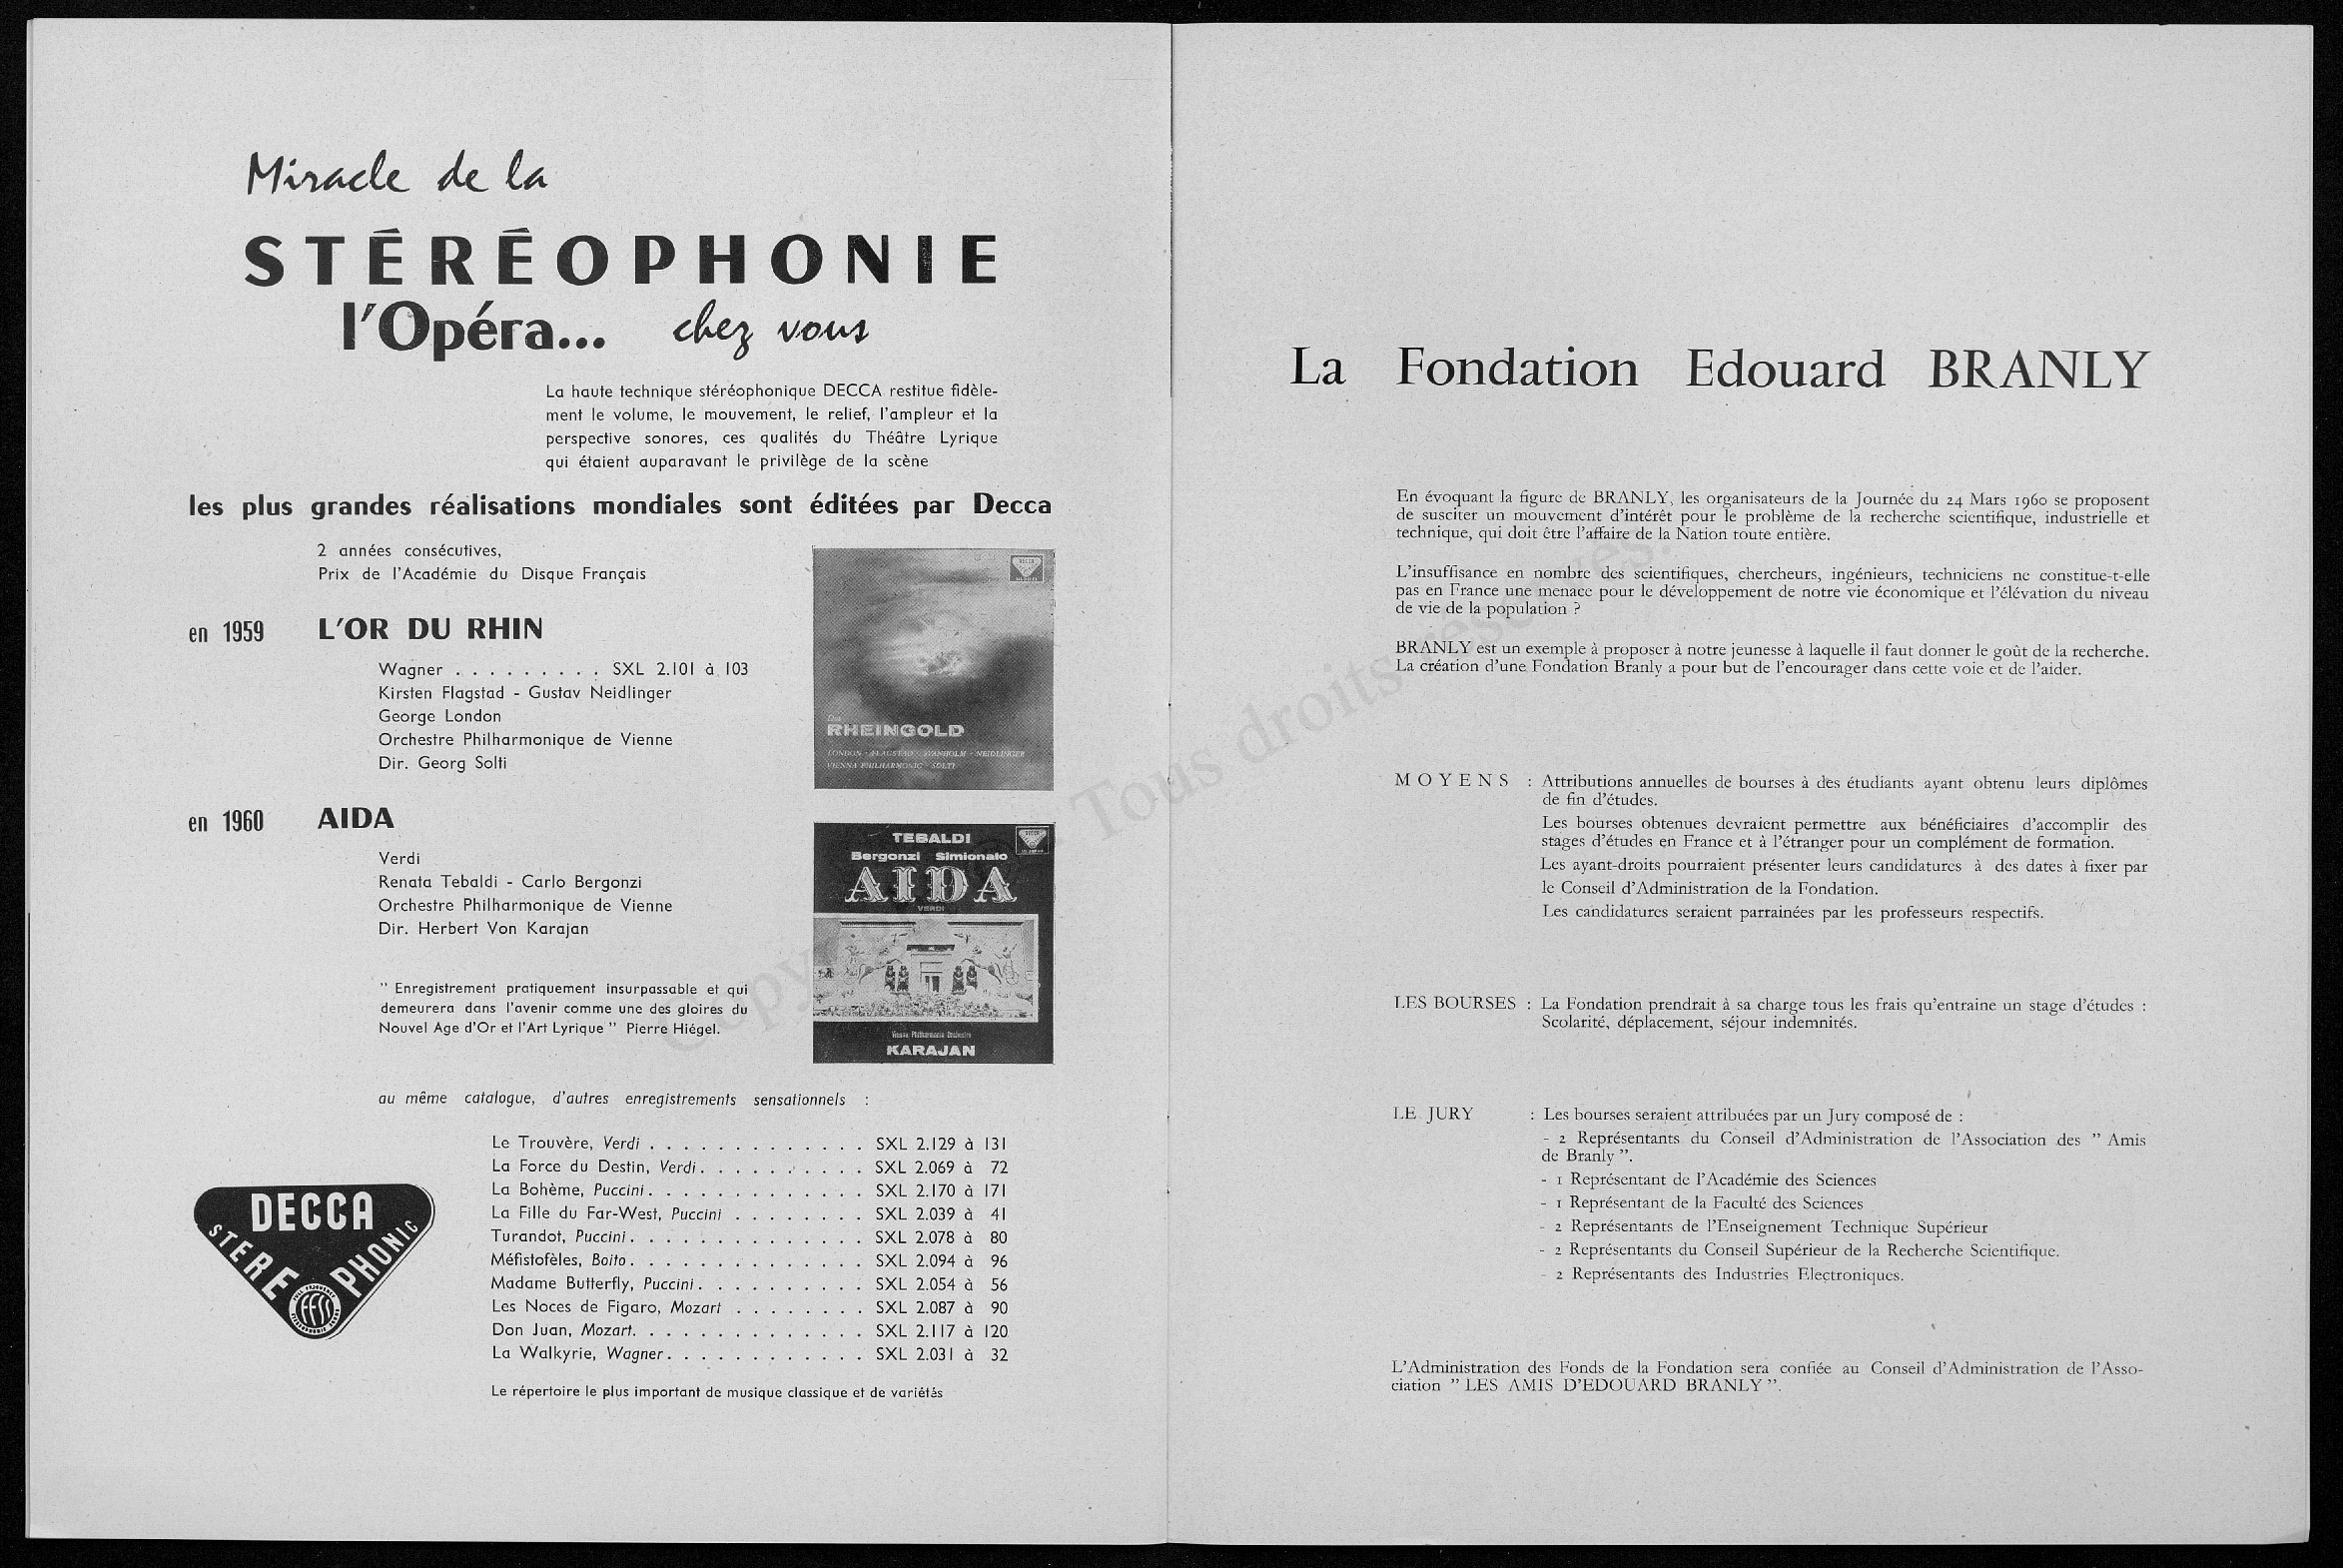 Miracle de la
STÉRÉOPHONIE
l'Opéra... chez vous
La haute technique stéréophonique DECCA restitue fidèle-
ment le volume, le mouvement, le relief, l'ampleur et la
perspective sonores, ces qualités du Théâtre Lyrique
qui étaient auparavant le privilège de la scène
les plus grandes réalisations mondiales sont éditées par Decca
2 années consécutives,
Prix de l'Académie du Disque Français
en 1959 L'OR DU RHIN
Wagner . . . . . . . . . SXL 2.101 à 103
Kirsten Flagstad - Gustav Neidlinger
George London
Orchestre Philharmonique de Vienne
Dir. Georg Solti
DECCA
Das
RHEINGOLD
LONDON - FLAGSTAD - SVANHOLM - NEIDLINGER
VIENNA PHILHARMONIC - SOLTI
en 1960 AIDA
Verdi
Renata Tebaldi - Carlo Bergonzi
Orchestre Philharmonique de Vienne
Dir. Herbert Von Karajan
" Enregistrement pratiquement insurpassable et qui
demeurera dans l'avenir comme une des gloires du
Nouvel Age d'Or et l'Art Lyrique " Pierre Hiégel.
TEBALDI
DECCA
Bergonzi Simionato
AIDA
VERDI
Vienna Philharmonic Orchestra
KARAJAN
au même catalogue, d'autres enregistrements sensationnels :
Le Trouvère, Verdi . . . . . . . . . . . . . SXL 2.129 à 131
La Force du Destin, Verdi . . . . . . . . . . SXL 2.069 à 72
La Bohème, Puccini . . . . . . . . . . . . . SXL 2.170 à 171
La Fille du Far-West, Puccini . . . . . . . . SXL 2.039 à 41
Turandot, Puccini . . . . . . . . . . . . . . SXL 2.078 à 80
Méfistofèles, Boito . . . . . . . . . . . . . . SXL 2.094 à 96
Madame Butterfly, Puccini . . . . . . . . . . SXL 2.054 à 56
Les Noces de Figaro, Mozart . . . . . . . . SXL 2.087 à 90
Don Juan, Mozart. . . . . . . . . . . . . . SXL 2.117 à 120
La Walkyrie, Wagner . . . . . . . . . . . . SXL 2.031 à 32
Le répertoire le plus important de musique classique et de variétés
DECCA
STEREOPHONIC
ffss
La Fondation Edouard BRANLY
En évoquant la figure de BRANLY, les organisateurs de la Journée du 24 Mars 1960 se proposent
de susciter un mouvement d'intérêt pour le problème de la recherche scientifique, industrielle et
technique, qui doit être l'affaire de la Nation toute entière.
L'insuffisance en nombre des scientifiques, chercheurs, ingénieurs, techniciens ne constitue-t-elle
pas en France une menace pour le développement de notre vie économique et l'élévation du niveau
de vie de la population ?
BRANLY est un exemple à proposer à notre jeunesse à laquelle il faut donner le goût de la recherche.
La création d'une Fondation Branly a pour but de l'encourager dans cette voie et de l'aider.
MOYENS : Attributions annuelles de bourses à des étudiants ayant obtenu leurs diplômes
de fin d'études.
Les bourses obtenues devraient permettre aux bénéficiaires d'accomplir des
stages d'études en France et à l'étranger pour un complément de formation.
Les ayant-droits pourraient présenter leurs candidatures à des dates à fixer par
le Conseil d'Administration de la Fondation.
Les candidatures seraient parrainées par les professeurs respectifs.
LES BOURSES : La Fondation prendrait à sa charge tous les frais qu'entraine un stage d'études :
Scolarité, déplacement, séjour indemnités.
LE JURY : Les bourses seraient attribuées par un Jury composé de :
- 2 Représentants du Conseil d'Administration de l'Association des " Amis
de Branly ".
- 1 Représentant de l'Académie des Sciences
- 1 Représentant de la Faculté des Sciences
- 2 Représentants de l'Enseignement Technique Supérieur
- 2 Représentants du Conseil Supérieur de la Recherche Scientifique.
- 2 Représentants des Industries Electroniques.
L'Administration des Fonds de la Fondation sera confiée au Conseil d'Administration de l'Asso-
ciation " LES AMIS D'EDOUARD BRANLY ".
Tous droits réservés.